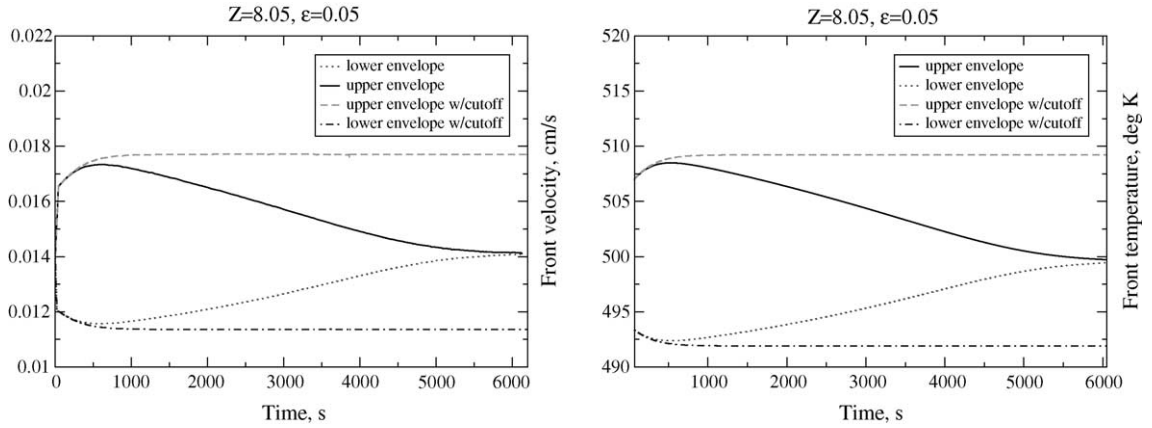 Z=8.05, ε=0.05
0.022
0.02
0.018
0.016
0.014
0.012
0.01
lower envelope
upper envelope
upper envelope w/cutoff
lower envelope w/cutoff
Front velocity, cm/s
0 1000 2000 3000 4000 5000 6000
Time, s
Z=8.05, ε=0.05
520
515
510
505
500
495
490
upper envelope
lower envelope
upper envelope w/cutoff
lower envelope w/cutoff
Front temperature, deg K
1000 2000 3000 4000 5000 6000
Time, s